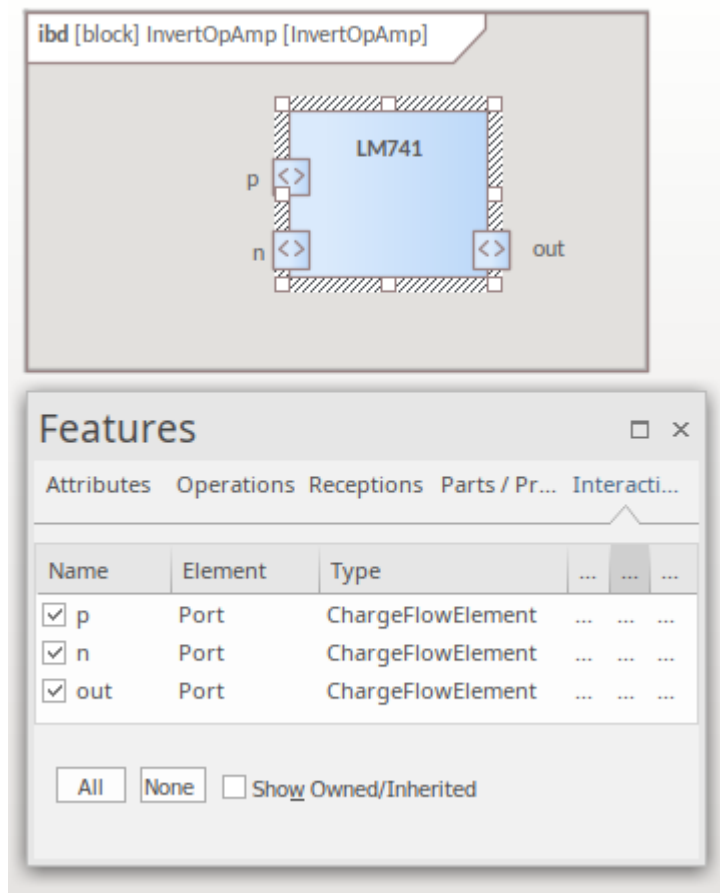 ibd [block] InvertOpAmp [InvertOpAmp]
LM741
p <>
n <> <> out
Features
Attributes Operations Receptions Parts / Pr... Interacti...
Name Element Type ... ... ...
p Port ChargeFlowElement ... ... ...
n Port ChargeFlowElement ... ... ...
out Port ChargeFlowElement ... ... ...
All None Show Owned/Inherited